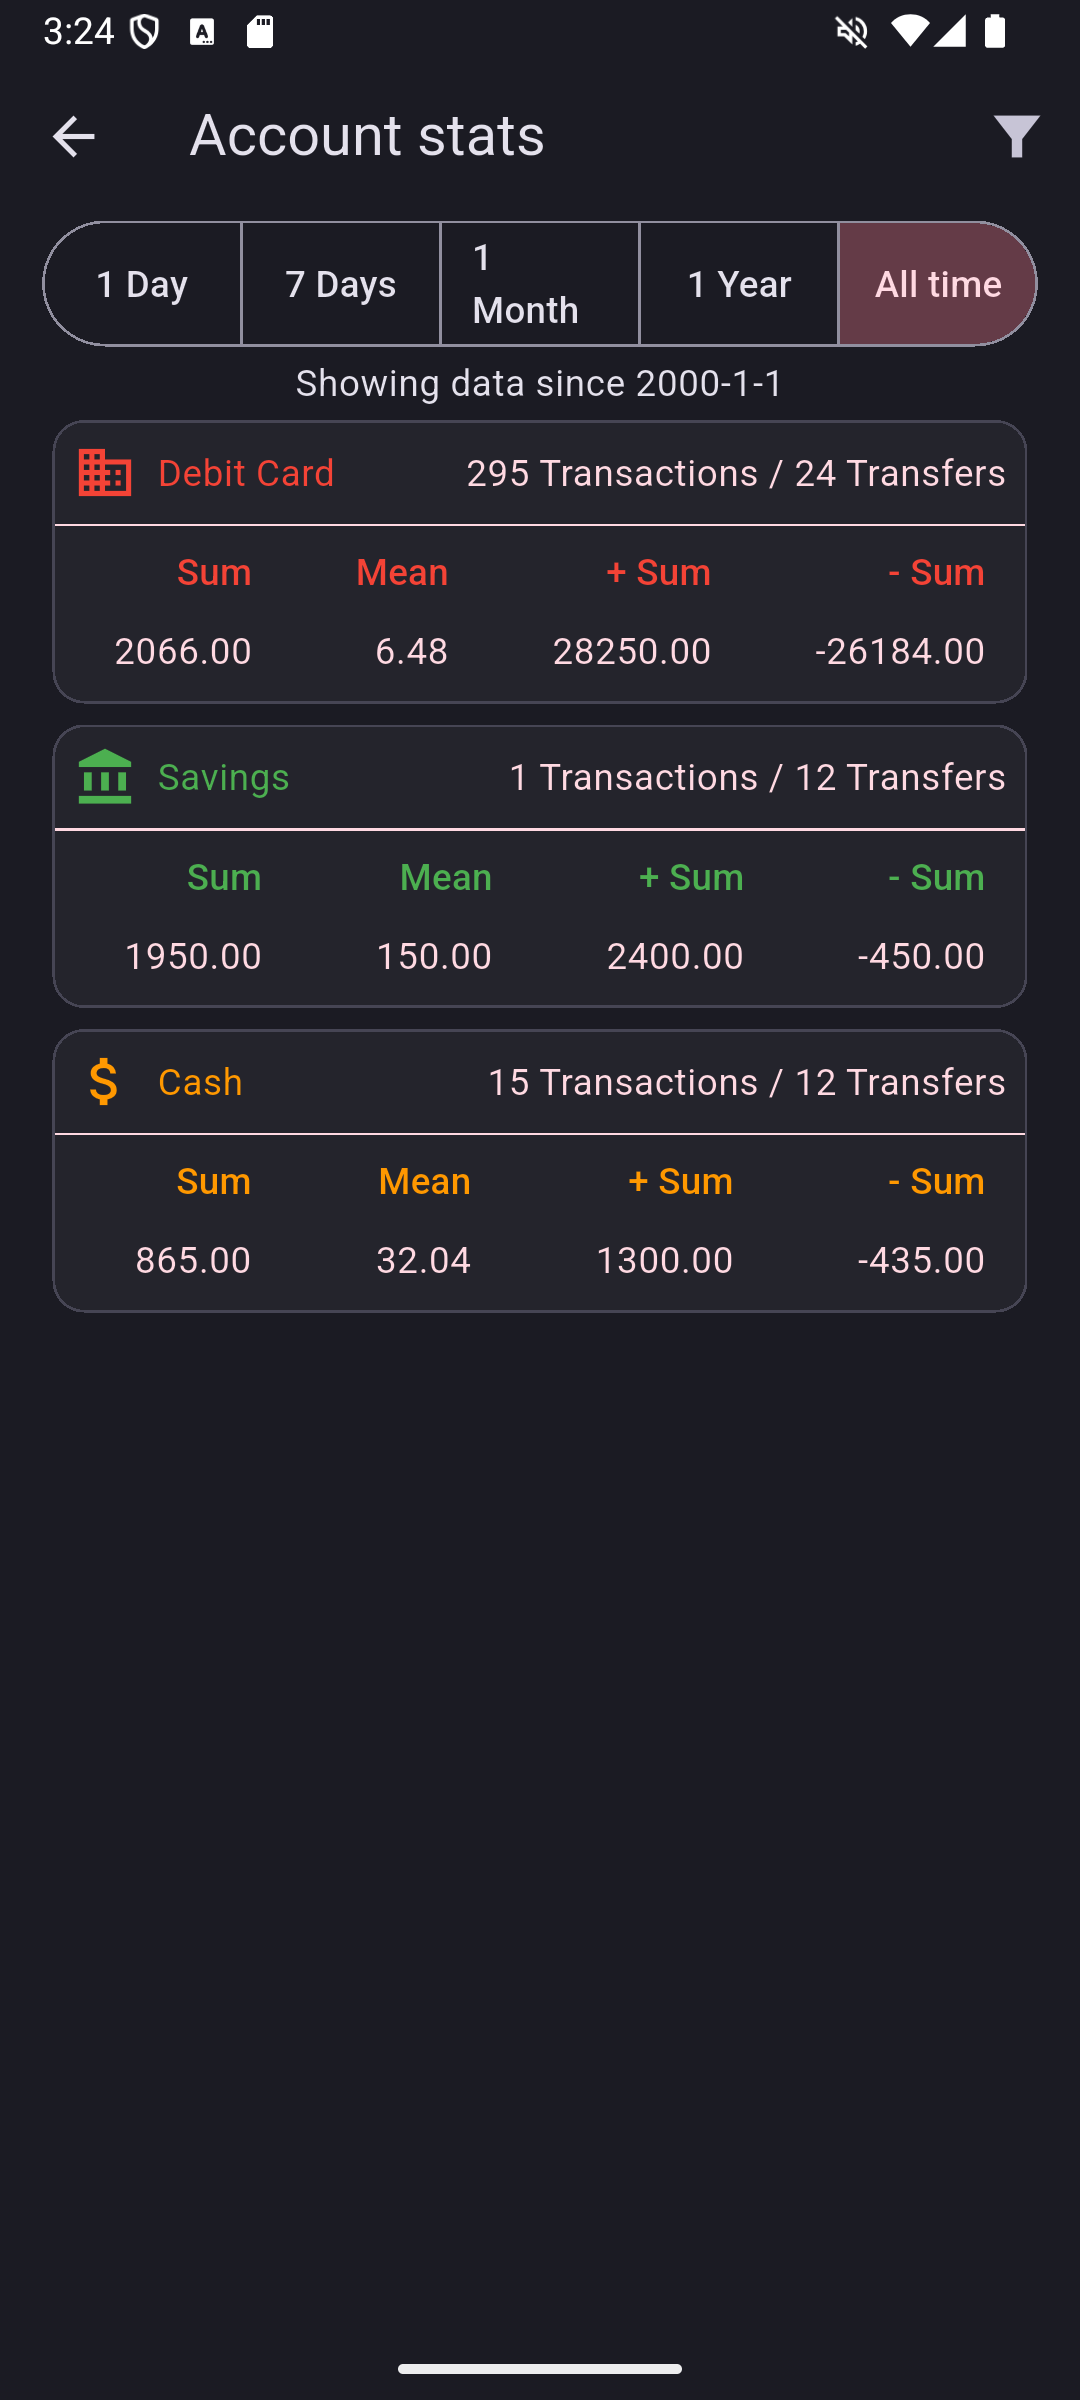 3:24
Account stats
1 Day
7 Days
1
Month
1 Year
All time
Showing data since 2000-1-1
Debit Card 295 Transactions / 24 Transfers
Sum Mean + Sum - Sum
2066.00 6.48 28250.00 -26184.00
Savings 1 Transactions / 12 Transfers
Sum Mean + Sum - Sum
1950.00 150.00 2400.00 -450.00
Cash 15 Transactions / 12 Transfers
Sum Mean + Sum - Sum
865.00 32.04 1300.00 -435.00